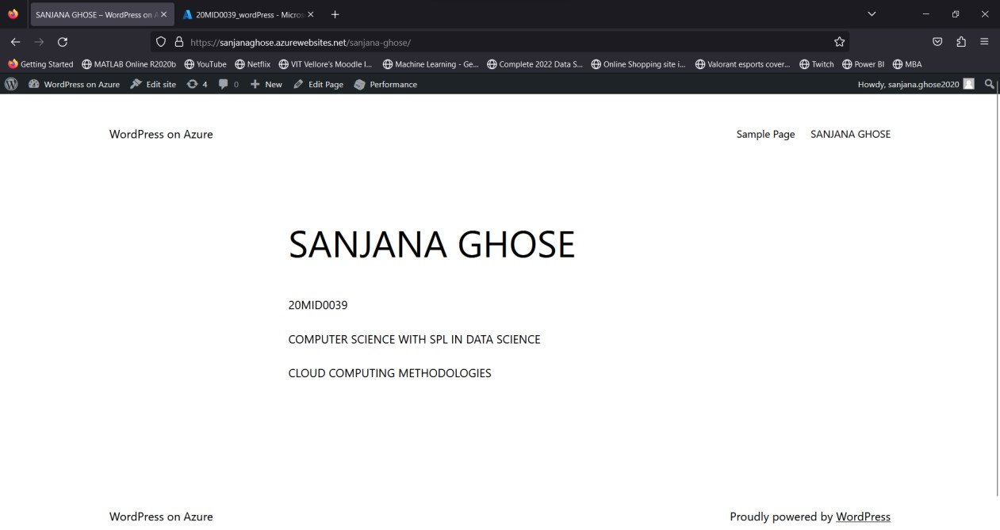 SANJANA GHOSE – WordPress on A
20MID0039_wordPress - Micros
https://sanjanaghose.azurewebsites.net/sanjana-ghose/
Getting Started MATLAB Online R2020b YouTube Netflix VIT Vellore's Moodle l... Machine Learning - Ge... Complete 2022 Data S... Online Shopping site i... Valorant esports cover... Twitch Power BI MBA
WordPress on Azure Edit site 4 0 New Edit Page Performance Howdy, sanjana.ghose2020
WordPress on Azure Sample Page SANJANA GHOSE
SANJANA GHOSE
20MID0039
COMPUTER SCIENCE WITH SPL IN DATA SCIENCE
CLOUD COMPUTING METHODOLOGIES
WordPress on Azure Proudly powered by WordPress